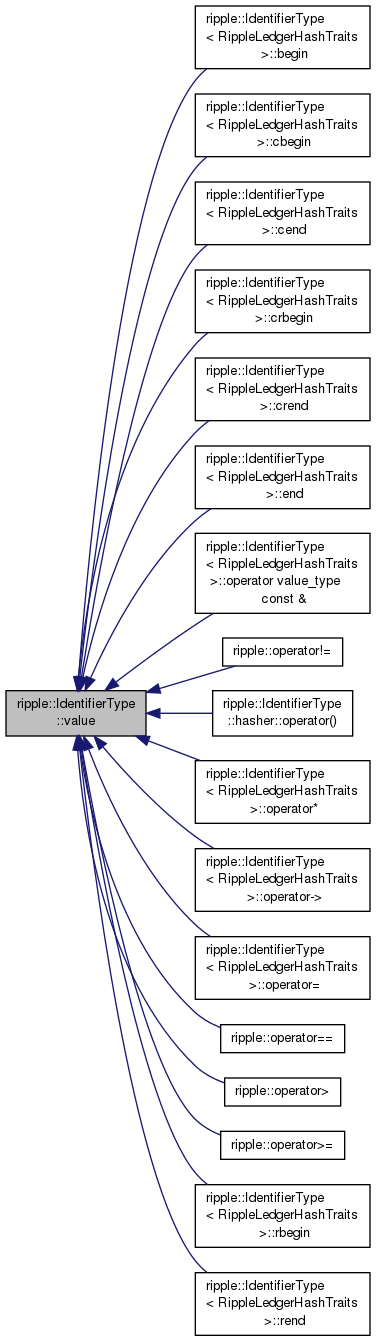 ripple::IdentifierType
< RippleLedgerHashTraits
>::begin
ripple::IdentifierType
< RippleLedgerHashTraits
>::cbegin
ripple::IdentifierType
< RippleLedgerHashTraits
>::cend
ripple::IdentifierType
< RippleLedgerHashTraits
>::crbegin
ripple::IdentifierType
< RippleLedgerHashTraits
>::crend
ripple::IdentifierType
< RippleLedgerHashTraits
>::end
ripple::IdentifierType
< RippleLedgerHashTraits
>::operator value_type
const &
ripple::operator!=
ripple::IdentifierType
::value
ripple::IdentifierType
::hasher::operator()
ripple::IdentifierType
< RippleLedgerHashTraits
>::operator*
ripple::IdentifierType
< RippleLedgerHashTraits
>::operator->
ripple::IdentifierType
< RippleLedgerHashTraits
>::operator=
ripple::operator==
ripple::operator>
ripple::operator>=
ripple::IdentifierType
< RippleLedgerHashTraits
>::rbegin
ripple::IdentifierType
< RippleLedgerHashTraits
>::rend